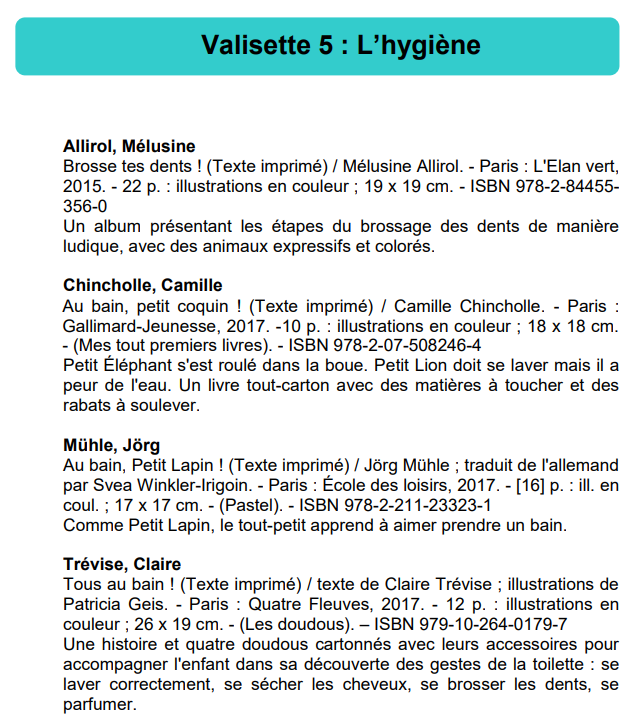 Valisette 5 : L’hygiène
Allirol, Mélusine
Brosse tes dents ! (Texte imprimé) / Mélusine Allirol. - Paris : L'Elan vert,
2015. - 22 p. : illustrations en couleur ; 19 x 19 cm. - ISBN 978-2-84455-
356-0
Un album présentant les étapes du brossage des dents de manière
ludique, avec des animaux expressifs et colorés.
Chincholle, Camille
Au bain, petit coquin ! (Texte imprimé) / Camille Chincholle. - Paris :
Gallimard-Jeunesse, 2017. -10 p. : illustrations en couleur ; 18 x 18 cm.
- (Mes tout premiers livres). - ISBN 978-2-07-508246-4
Petit Éléphant s'est roulé dans la boue. Petit Lion doit se laver mais il a
peur de l'eau. Un livre tout-carton avec des matières à toucher et des
rabats à soulever.
Mühle, Jörg
Au bain, Petit Lapin ! (Texte imprimé) / Jörg Mühle ; traduit de l'allemand
par Svea Winkler-Irigoin. - Paris : École des loisirs, 2017. - [16] p. : ill. en
coul. ; 17 x 17 cm. - (Pastel). - ISBN 978-2-211-23323-1
Comme Petit Lapin, le tout-petit apprend à aimer prendre un bain.
Trévise, Claire
Tous au bain ! (Texte imprimé) / texte de Claire Trévise ; illustrations de
Patricia Geis. - Paris : Quatre Fleuves, 2017. - 12 p. : illustrations en
couleur ; 26 x 19 cm. - (Les doudous). – ISBN 979-10-264-0179-7
Une histoire et quatre doudous cartonnés avec leurs accessoires pour
accompagner l'enfant dans sa découverte des gestes de la toilette : se
laver correctement, se sécher les cheveux, se brosser les dents, se
parfumer.